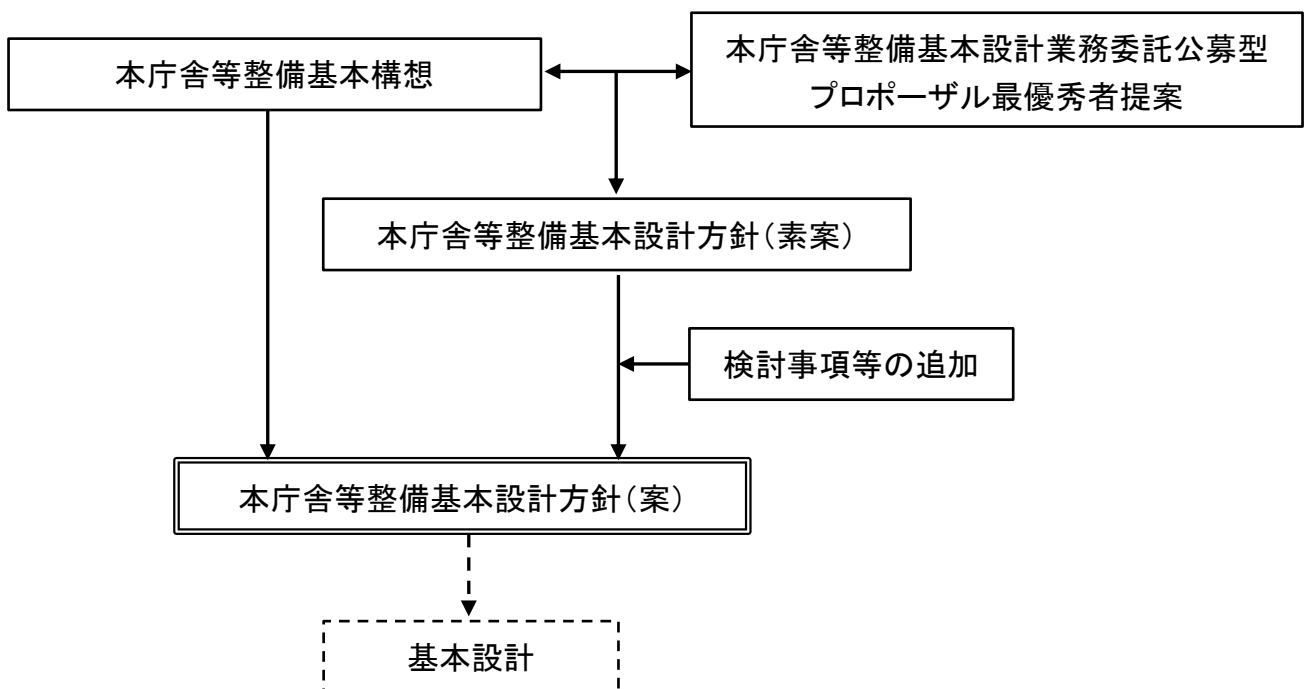 本庁舎等整備基本構想
本庁舎等整備基本設計業務委託公募型
プロポーザル最優秀者提案
本庁舎等整備基本設計方針（素案）
検討事項等の追加
本庁舎等整備基本設計方針（案）
基本設計